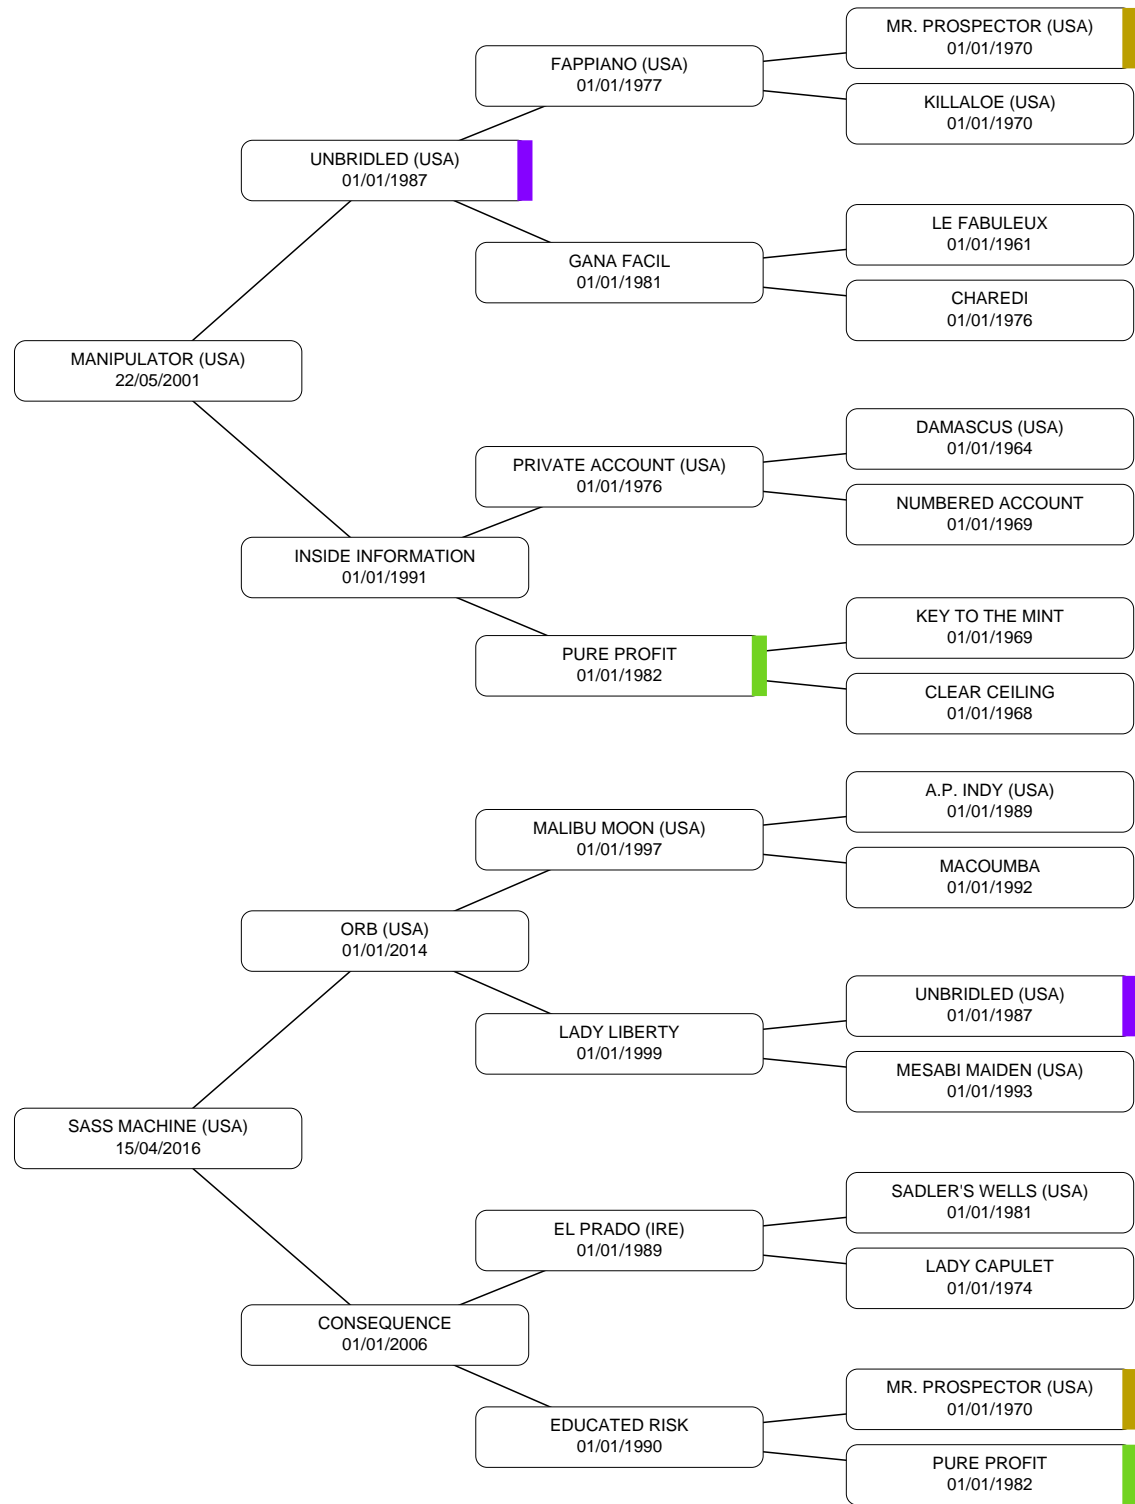 MR. PROSPECTOR (USA)
01/01/1970
FAPPIANO (USA)
01/01/1977
KILLALOE (USA)
01/01/1970
UNBRIDLED (USA)
01/01/1987
LE FABULEUX
01/01/1961
GANA FACIL
01/01/1981
CHAREDI
01/01/1976
MANIPULATOR (USA)
22/05/2001
DAMASCUS (USA)
01/01/1964
PRIVATE ACCOUNT (USA)
01/01/1976
NUMBERED ACCOUNT
01/01/1969
INSIDE INFORMATION
01/01/1991
KEY TO THE MINT
01/01/1969
PURE PROFIT
01/01/1982
CLEAR CEILING
01/01/1968
A.P. INDY (USA)
01/01/1989
MALIBU MOON (USA)
01/01/1997
MACOUMBA
01/01/1992
ORB (USA)
01/01/2014
UNBRIDLED (USA)
01/01/1987
LADY LIBERTY
01/01/1999
MESABI MAIDEN (USA)
01/01/1993
SASS MACHINE (USA)
15/04/2016
SADLER'S WELLS (USA)
01/01/1981
EL PRADO (IRE)
01/01/1989
LADY CAPULET
01/01/1974
CONSEQUENCE
01/01/2006
MR. PROSPECTOR (USA)
01/01/1970
EDUCATED RISK
01/01/1990
PURE PROFIT
01/01/1982